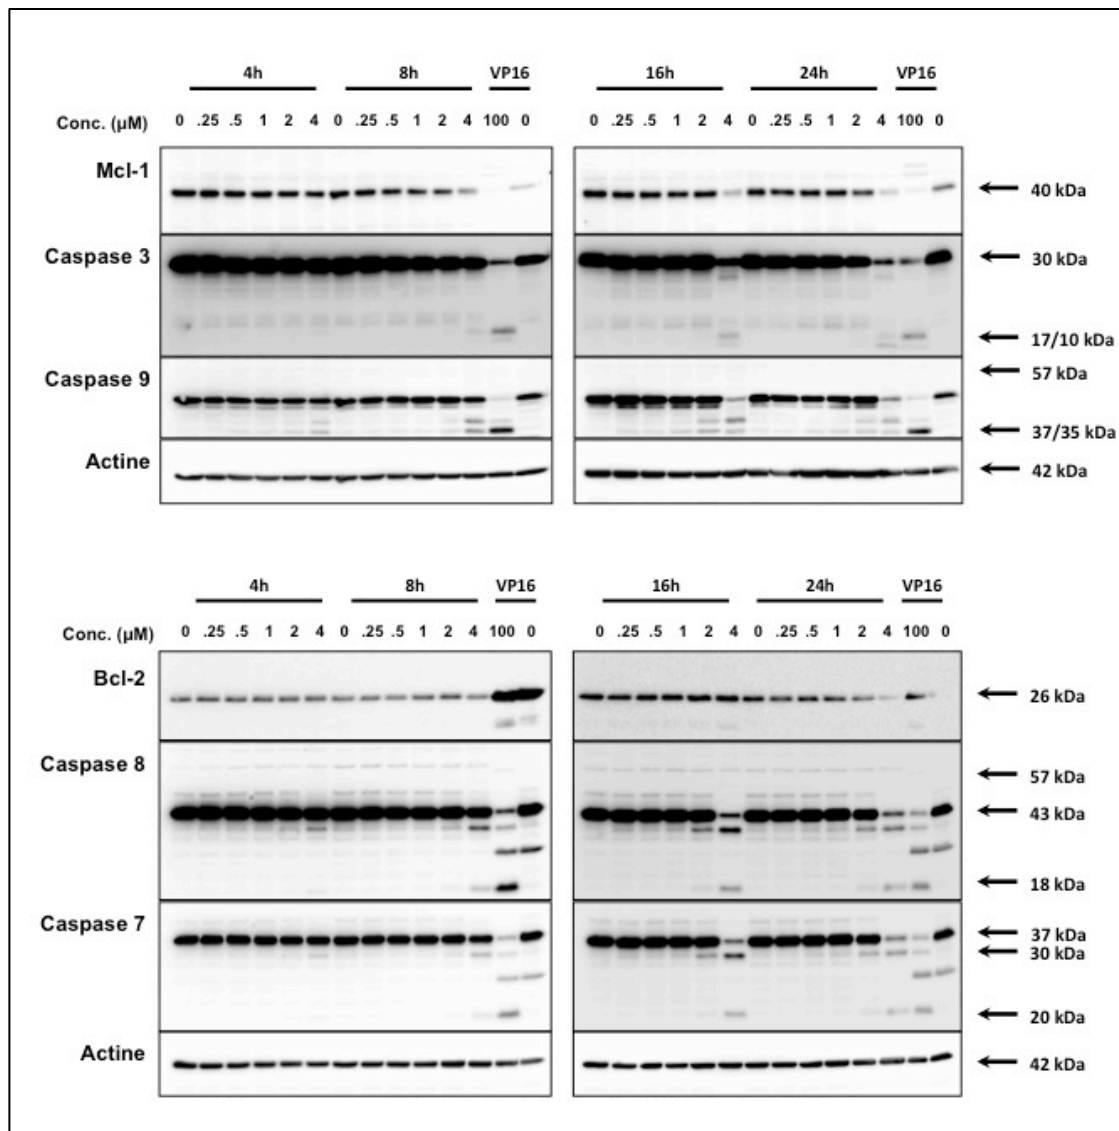 4h 8h VP16 16h 24h VP16
Conc. (µM) 0 .25 .5 1 2 4 0 .25 .5 1 2 4 100 0 0 .25 .5 1 2 4 0 .25 .5 1 2 4 100 0
Mcl-1
40 kDa
Caspase 3
30 kDa
17/10 kDa
Caspase 9
57 kDa
37/35 kDa
Actine
42 kDa
4h 8h VP16 16h 24h VP16
Conc. (µM) 0 .25 .5 1 2 4 0 .25 .5 1 2 4 100 0 0 .25 .5 1 2 4 0 .25 .5 1 2 4 100 0
Bcl-2
26 kDa
Caspase 8
57 kDa
43 kDa
18 kDa
Caspase 7
37 kDa
30 kDa
20 kDa
Actine
42 kDa